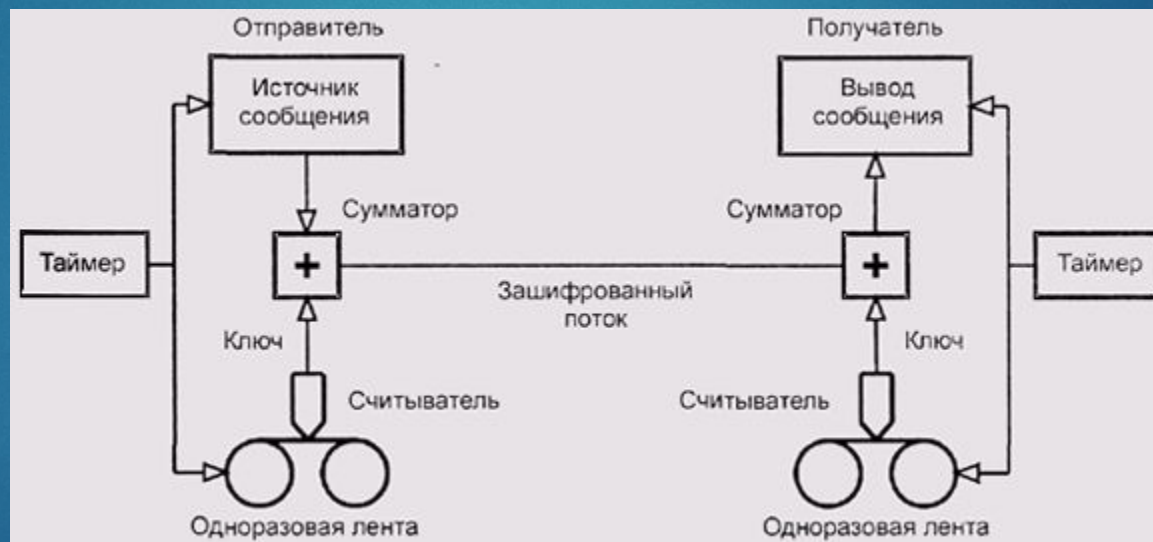 Отправитель
Получатель
Источник
сообщения
Вывод
сообщения
Сумматор
Сумматор
Таймер
+
+
Таймер
Зашифрованный
поток
Ключ
Ключ
Считыватель
Считыватель
Одноразовая лента
Одноразовая лента